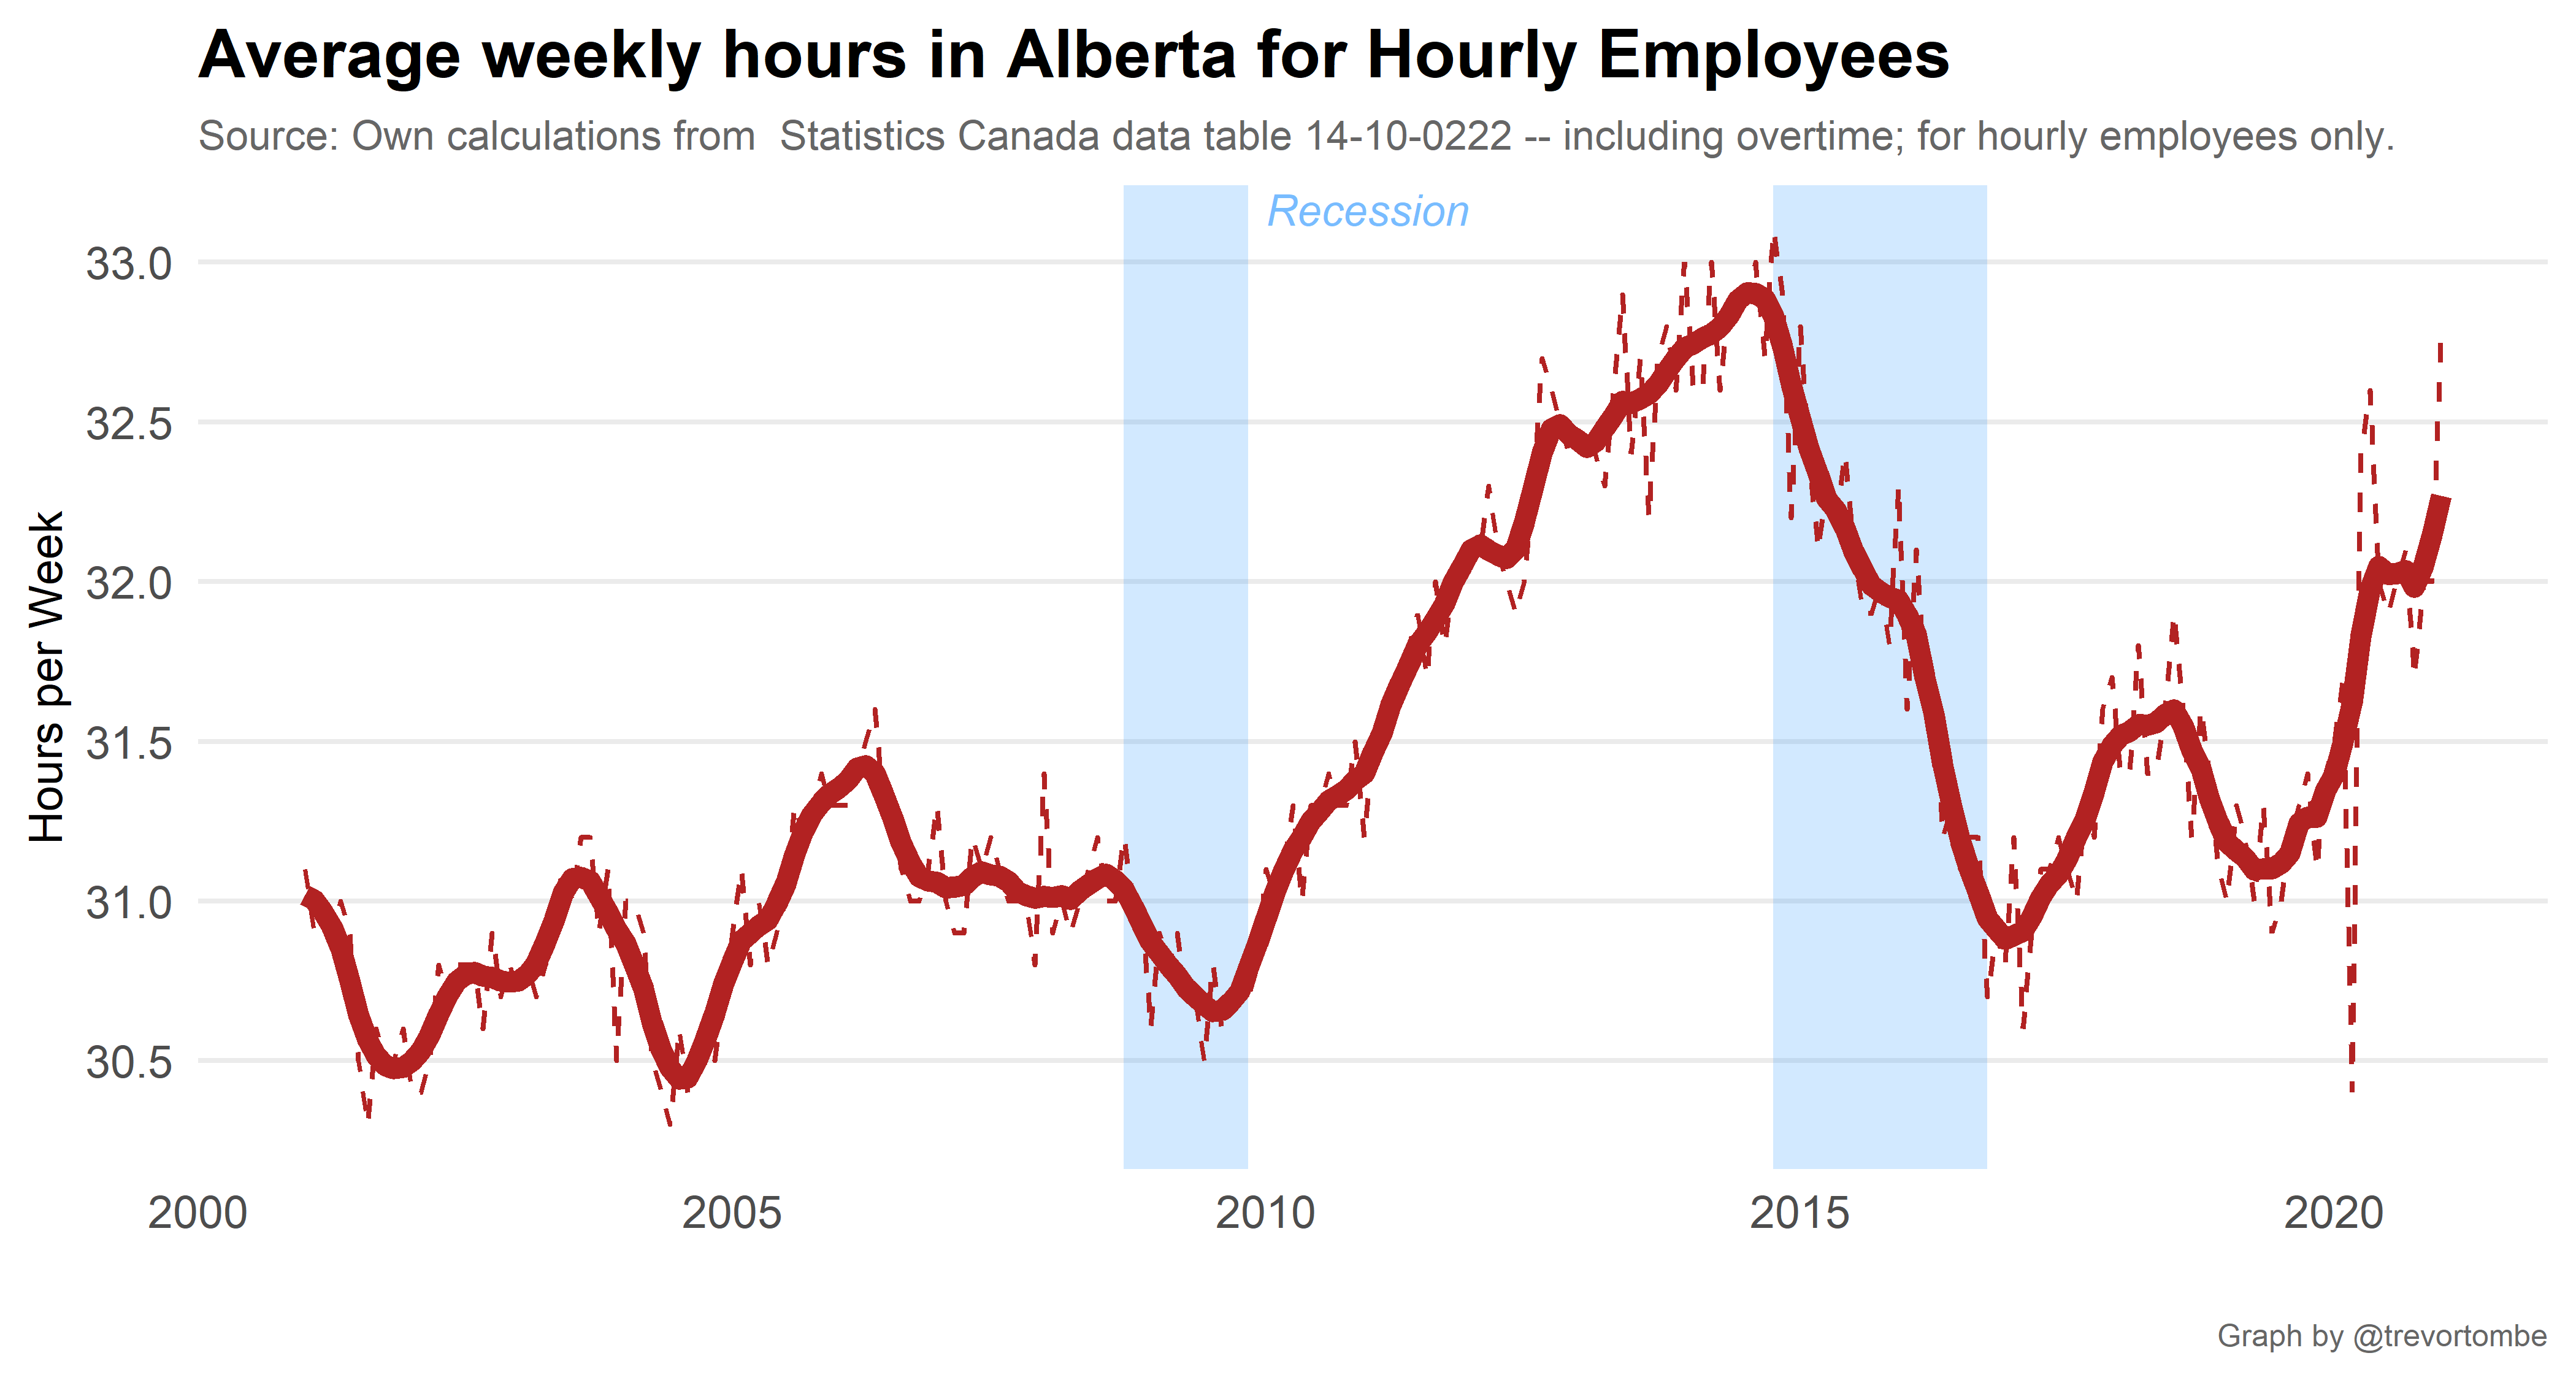 Average weekly hours in Alberta for Hourly Employees
Source: Own calculations from  Statistics Canada data table 14-10-0222 -- including overtime; for hourly employees only.
Recession
33.0
32.5
32.0
31.5
31.0
30.5
Hours per Week
2000 2005 2010 2015 2020
Graph by @trevortombe